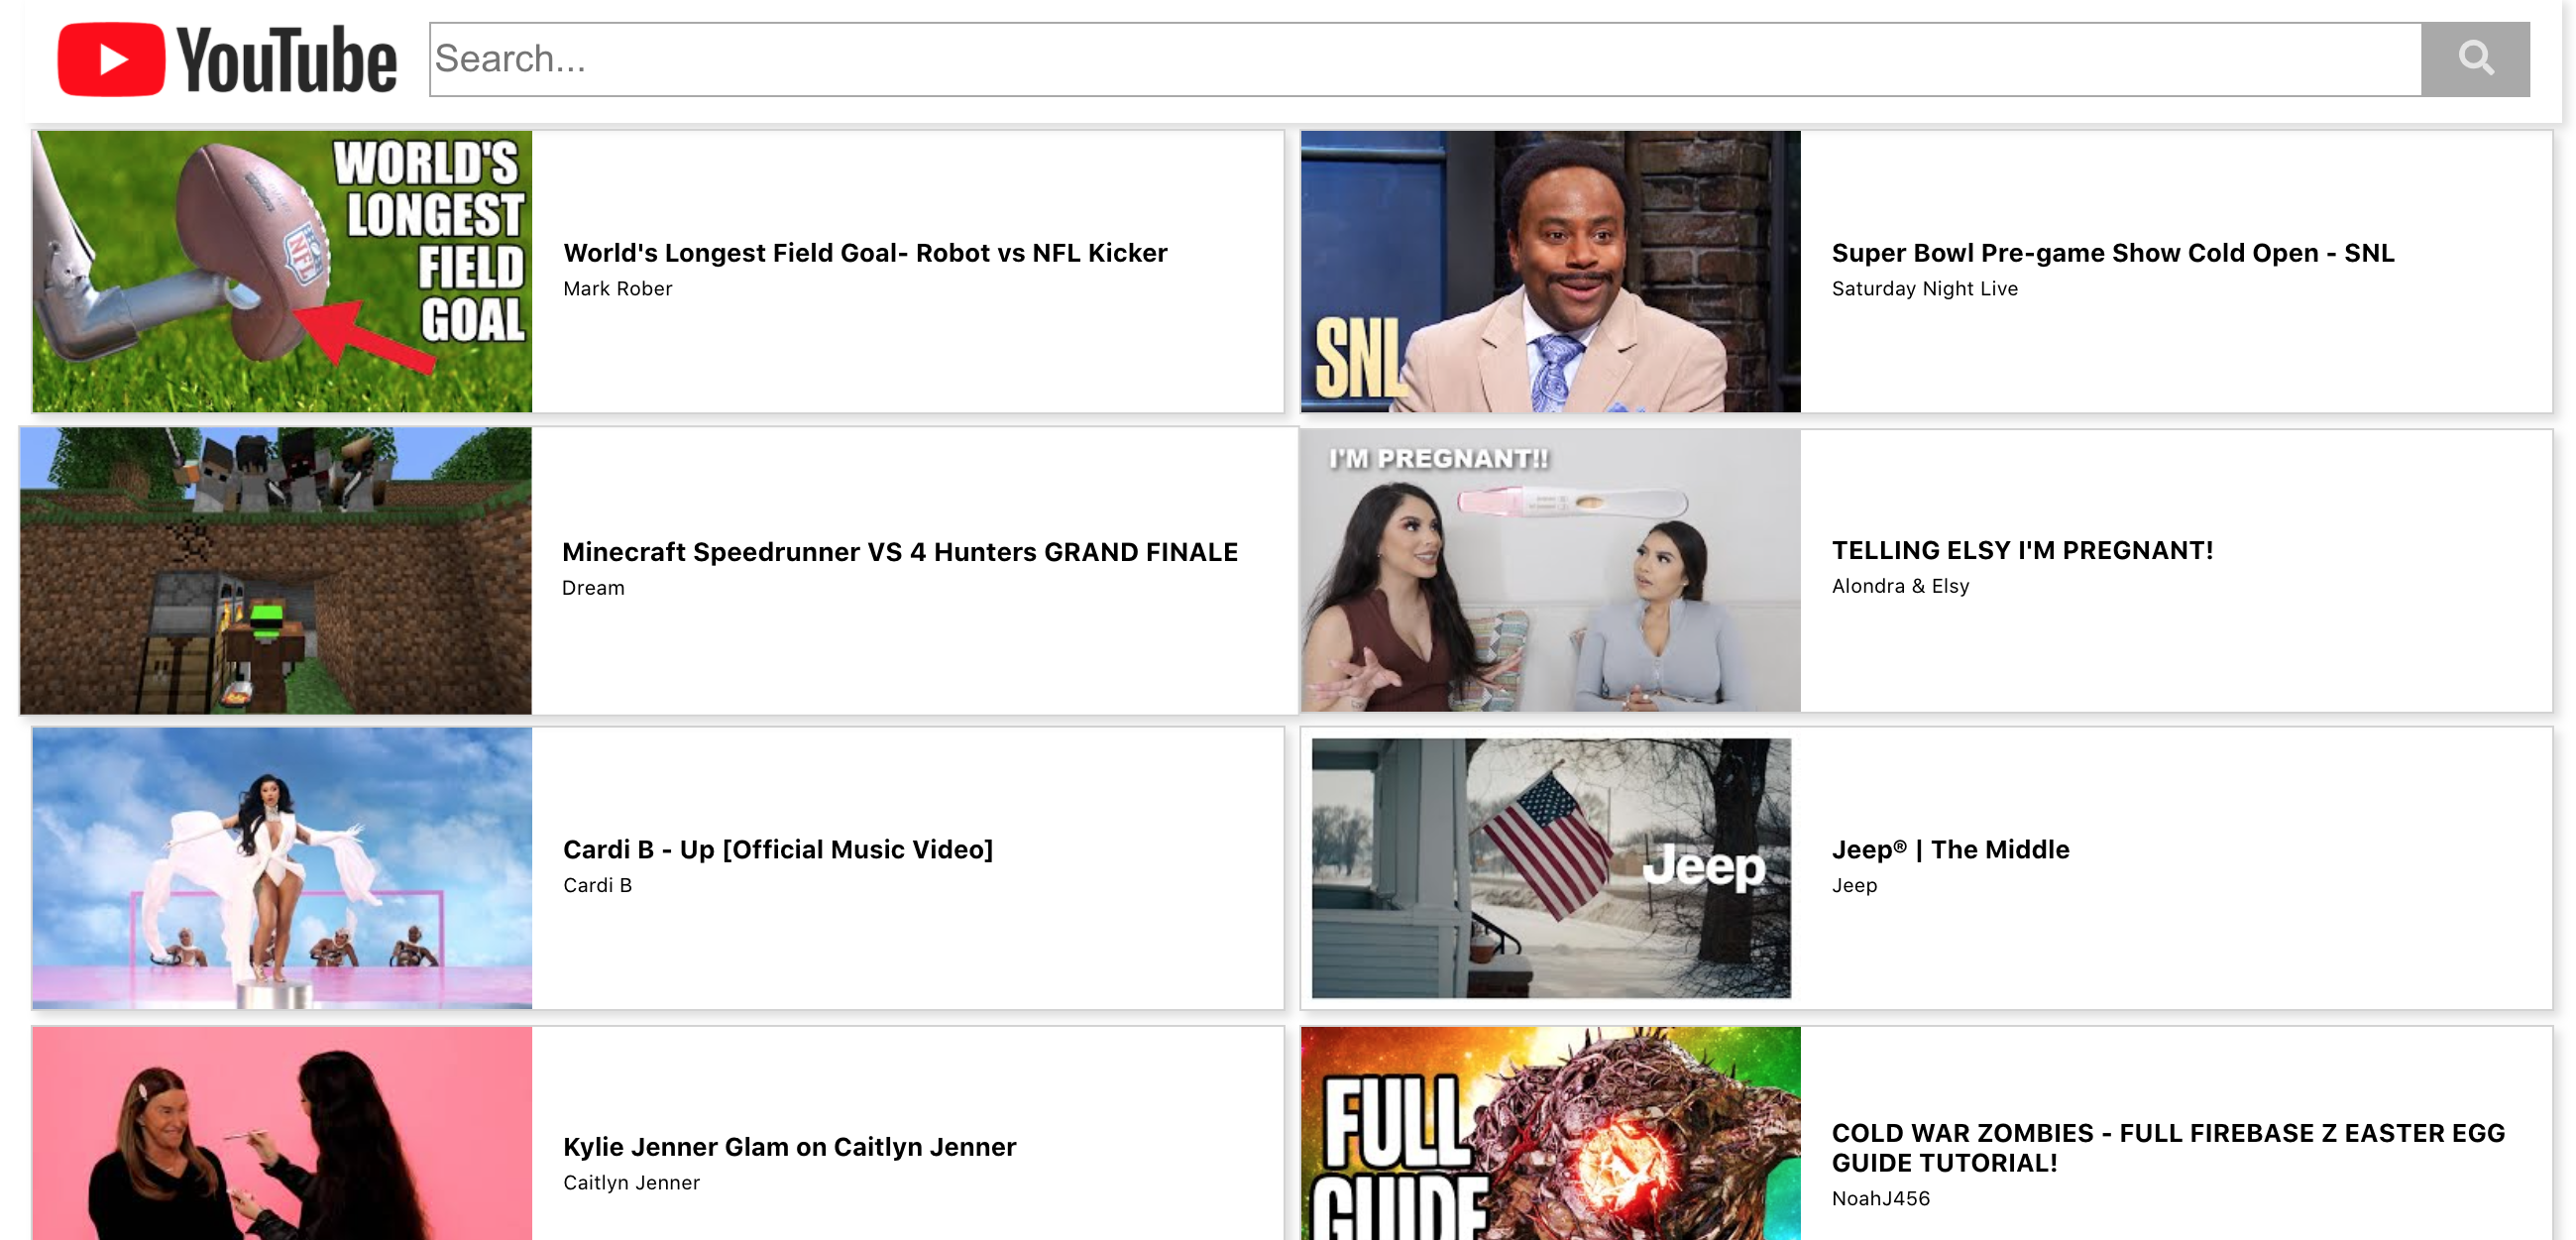 YouTube
Search...
WORLD'S
LONGEST
FIELD
GOAL
NFL
World's Longest Field Goal- Robot vs NFL Kicker
Mark Rober
SNL
Super Bowl Pre-game Show Cold Open - SNL
Saturday Night Live
Minecraft Speedrunner VS 4 Hunters GRAND FINALE
Dream
I'M PREGNANT!!
TELLING ELSY I'M PREGNANT!
Alondra & Elsy
Cardi B - Up [Official Music Video]
Cardi B
Jeep
Jeep® | The Middle
Jeep
Kylie Jenner Glam on Caitlyn Jenner
Caitlyn Jenner
FULL
GUIDE
COLD WAR ZOMBIES - FULL FIREBASE Z EASTER EGG
GUIDE TUTORIAL!
NoahJ456